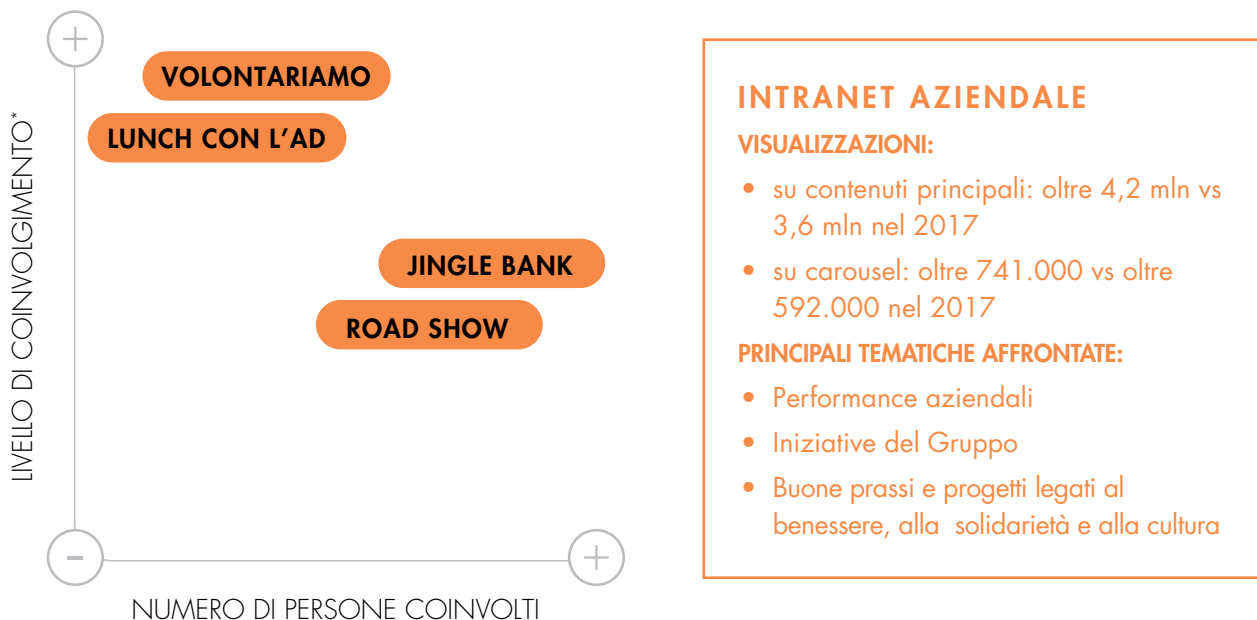 +
VOLONTARIAMO
LUNCH CON L'AD
JINGLE BANK
ROAD SHOW
LIVELLO DI COINVOLGIMENTO*
-
+
NUMERO DI PERSONE COINVOLTI
INTRANET AZIENDALE
VISUALIZZAZIONI:
• su contenuti principali: oltre 4,2 mln vs
3,6 mln nel 2017
• su carousel: oltre 741.000 vs oltre
592.000 nel 2017
PRINCIPALI TEMATICHE AFFRONTATE:
• Performance aziendali
• Iniziative del Gruppo
• Buone prassi e progetti legati al
benessere, alla solidarietà e alla cultura